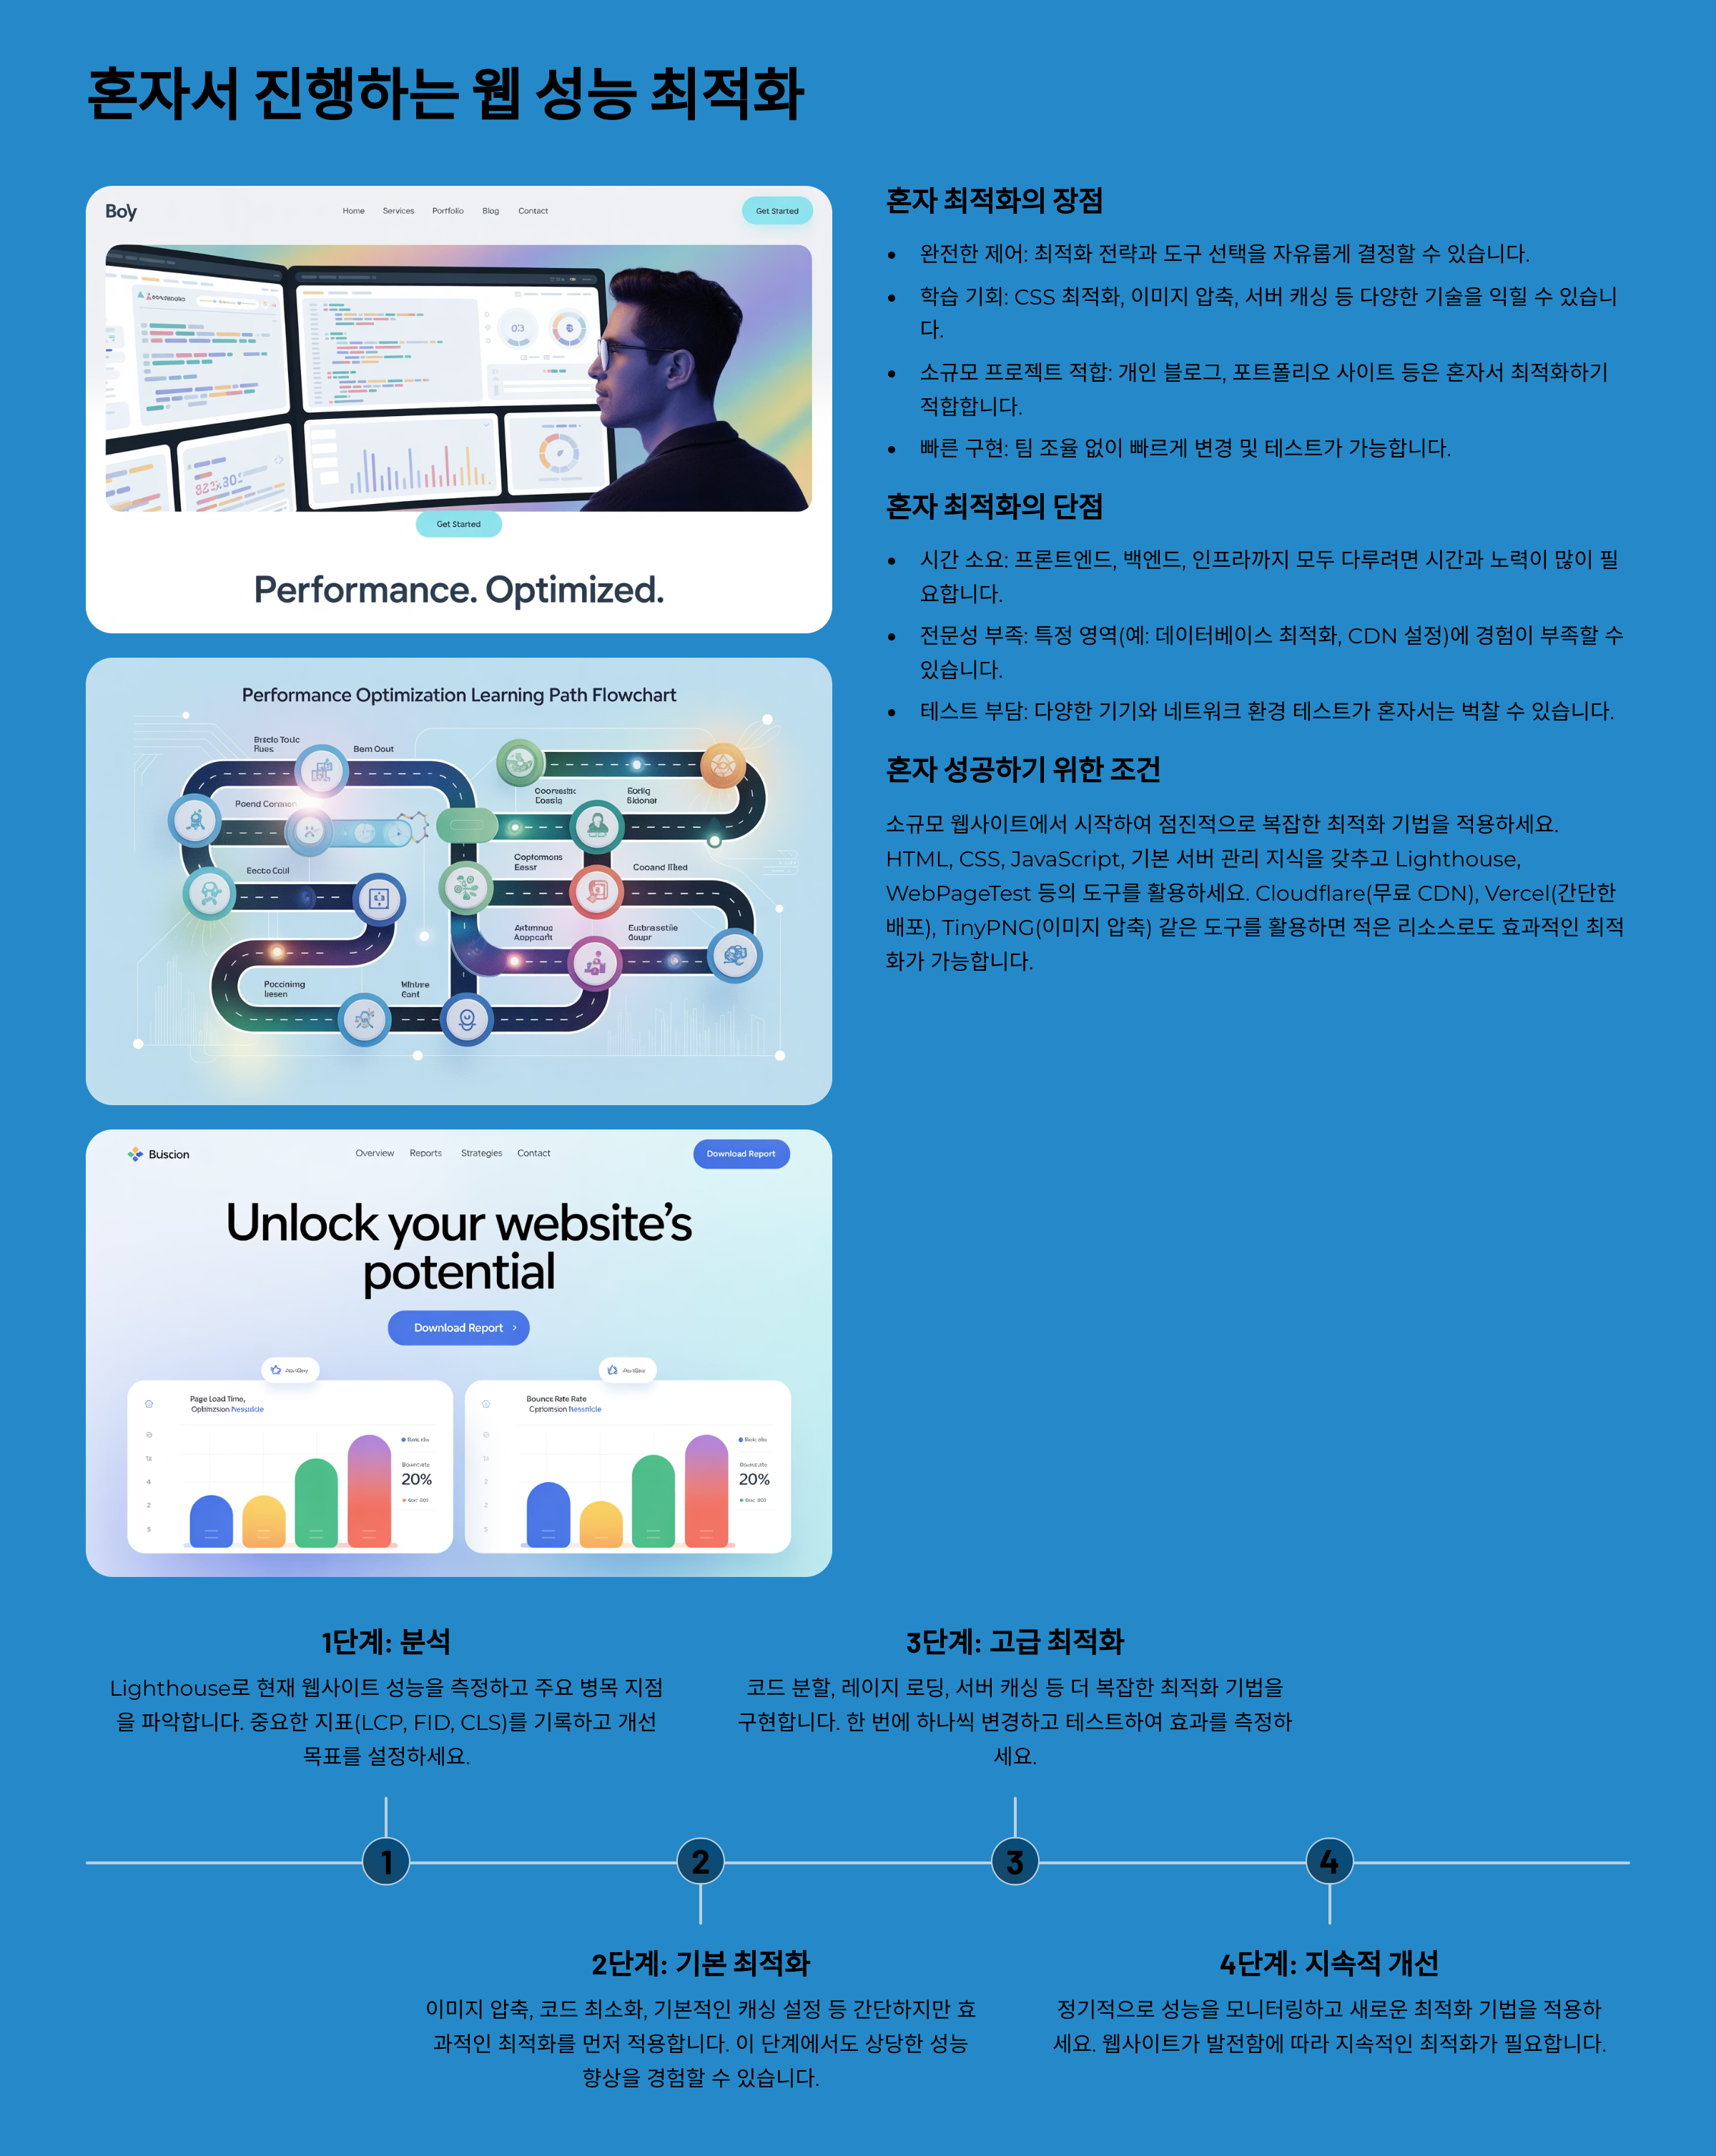 혼자서 진행하는 웹 성능 최적화
Boy
Home Services Portfolio Blog Contact
Get Started
Get Started
Performance. Optimized.
Performance Optimization Learning Path Flowchart
Buiscion
Overview Reports Strategies Contact
Download Report
Unlock your website's
potential
Download Report >
Page Load Time,
20%
Bounce Rate Rate
20%
혼자 최적화의 장점
• 완전한 제어: 최적화 전략과 도구 선택을 자유롭게 결정할 수 있습니다.
• 학습 기회: CSS 최적화, 이미지 압축, 서버 캐싱 등 다양한 기술을 익힐 수 있습니
다.
• 소규모 프로젝트 적합: 개인 블로그, 포트폴리오 사이트 등은 혼자서 최적화하기
적합합니다.
• 빠른 구현: 팀 조율 없이 빠르게 변경 및 테스트가 가능합니다.
혼자 최적화의 단점
• 시간 소요: 프론트엔드, 백엔드, 인프라까지 모두 다루려면 시간과 노력이 많이 필
요합니다.
• 전문성 부족: 특정 영역(예: 데이터베이스 최적화, CDN 설정)에 경험이 부족할 수
있습니다.
• 테스트 부담: 다양한 기기와 네트워크 환경 테스트가 혼자서는 벅찰 수 있습니다.
혼자 성공하기 위한 조건
소규모 웹사이트에서 시작하여 점진적으로 복잡한 최적화 기법을 적용하세요.
HTML, CSS, JavaScript, 기본 서버 관리 지식을 갖추고 Lighthouse,
WebPageTest 등의 도구를 활용하세요. Cloudflare(무료 CDN), Vercel(간단한
배포), TinyPNG(이미지 압축) 같은 도구를 활용하면 적은 리소스로도 효과적인 최적
화가 가능합니다.
1단계: 분석
Lighthouse로 현재 웹사이트 성능을 측정하고 주요 병목 지점
을 파악합니다. 중요한 지표(LCP, FID, CLS)를 기록하고 개선
목표를 설정하세요.
1
2단계: 기본 최적화
이미지 압축, 코드 최소화, 기본적인 캐싱 설정 등 간단하지만 효
과적인 최적화를 먼저 적용합니다. 이 단계에서도 상당한 성능
향상을 경험할 수 있습니다.
2
3단계: 고급 최적화
코드 분할, 레이지 로딩, 서버 캐싱 등 더 복잡한 최적화 기법을
구현합니다. 한 번에 하나씩 변경하고 테스트하여 효과를 측정하
세요.
3
4단계: 지속적 개선
정기적으로 성능을 모니터링하고 새로운 최적화 기법을 적용하
세요. 웹사이트가 발전함에 따라 지속적인 최적화가 필요합니다.
4